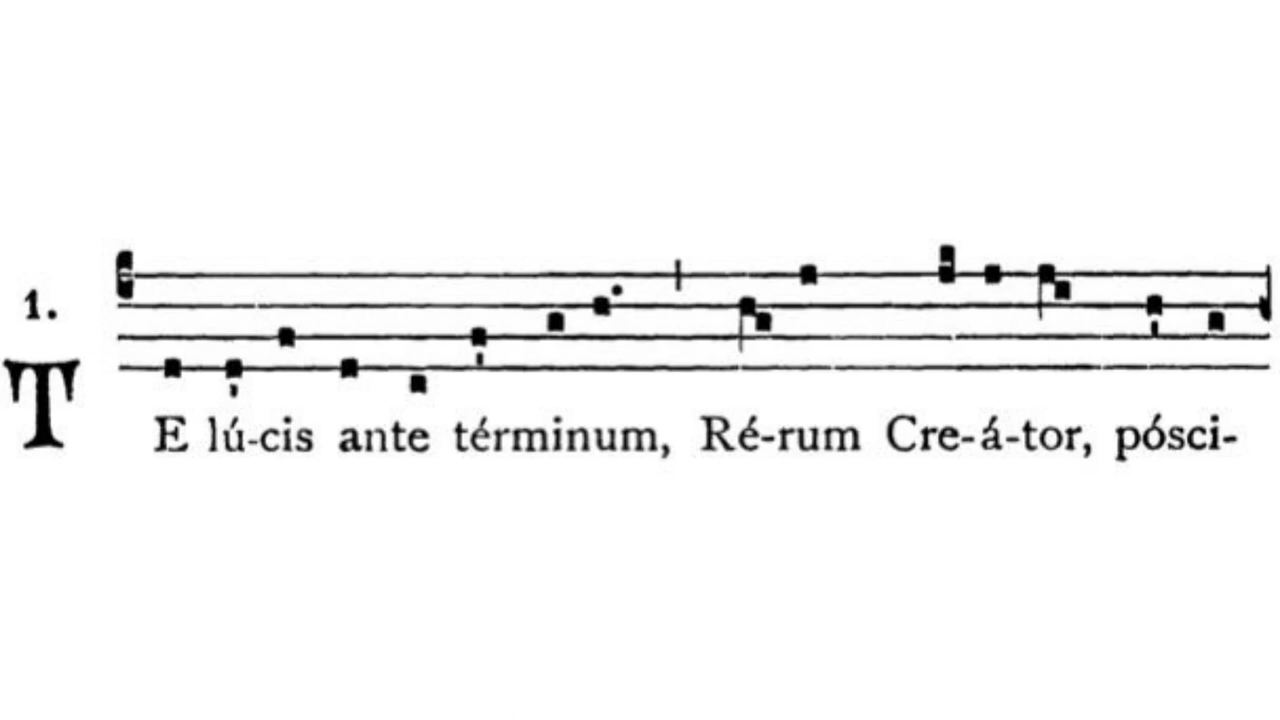 1.
TE lú-cis ante términum, Ré-rum Cre-á-tor, pósci-